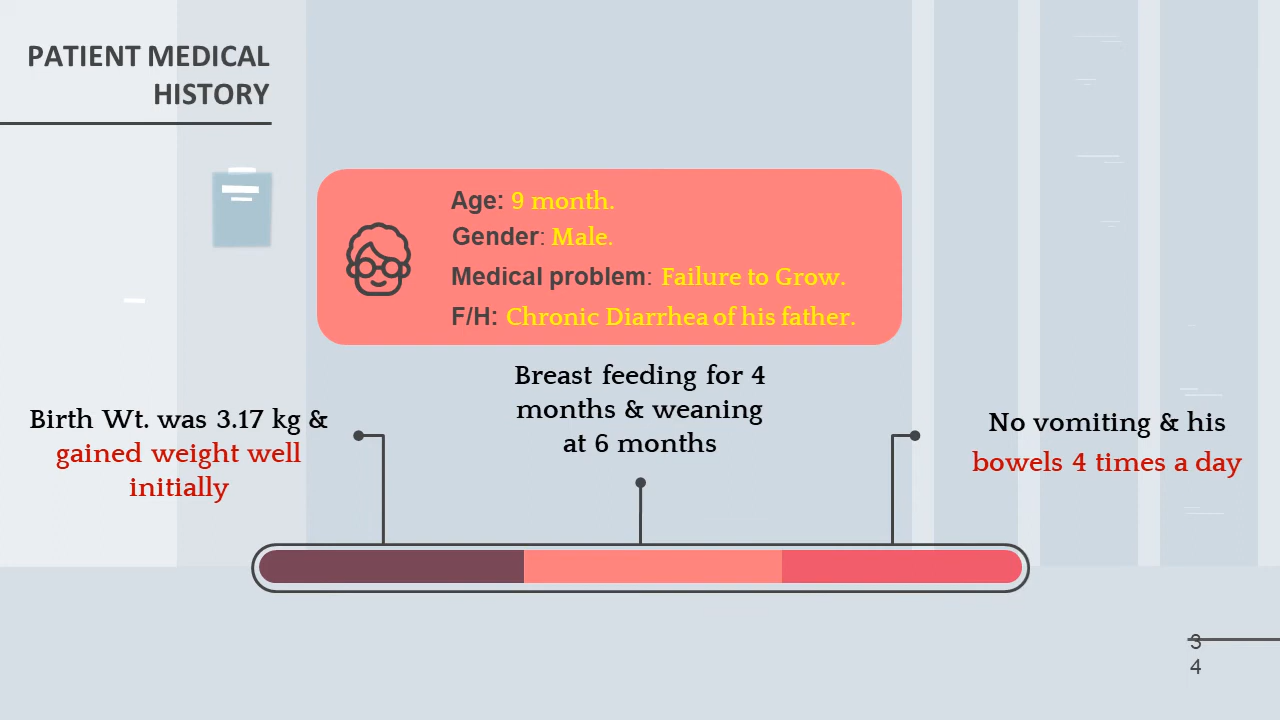 PATIENT MEDICAL
HISTORY
Age: 9 month.
Gender: Male.
Medical problem: Failure to Grow.
F/H: Chronic Diarrhea of his father.
Birth Wt. was 3.17 kg &
gained weight well
initially
Breast feeding for 4
months & weaning
at 6 months
No vomiting & his
bowels 4 times a day
3
4